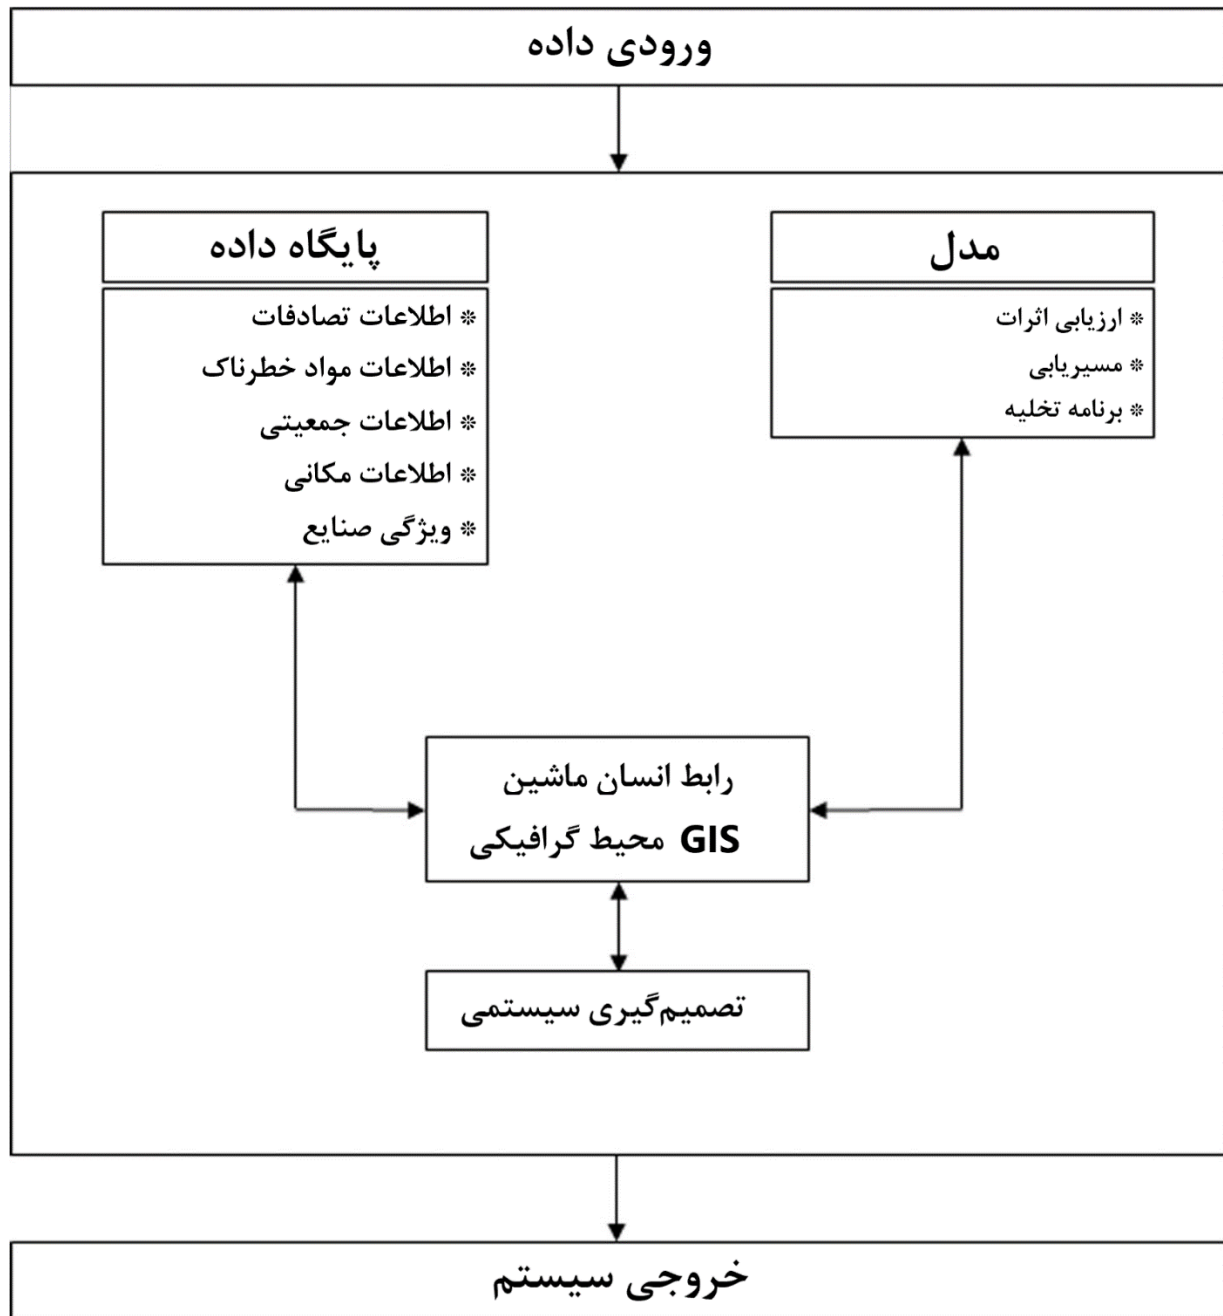 ورودی داده
مدل
※ ارزیابی اثرات
※ مسیریابی
※ برنامه تخلیه
پایگاه داده
※ اطلاعات تصادفات
※ اطلاعات مواد خطرناک
※ اطلاعات جمعیتی
※ اطلاعات مکانی
※ ویژگی صنایع
رابط انسان ماشین
GIS محیط گرافیکی
تصمیم‌گیری سیستمی
خروجی سیستم